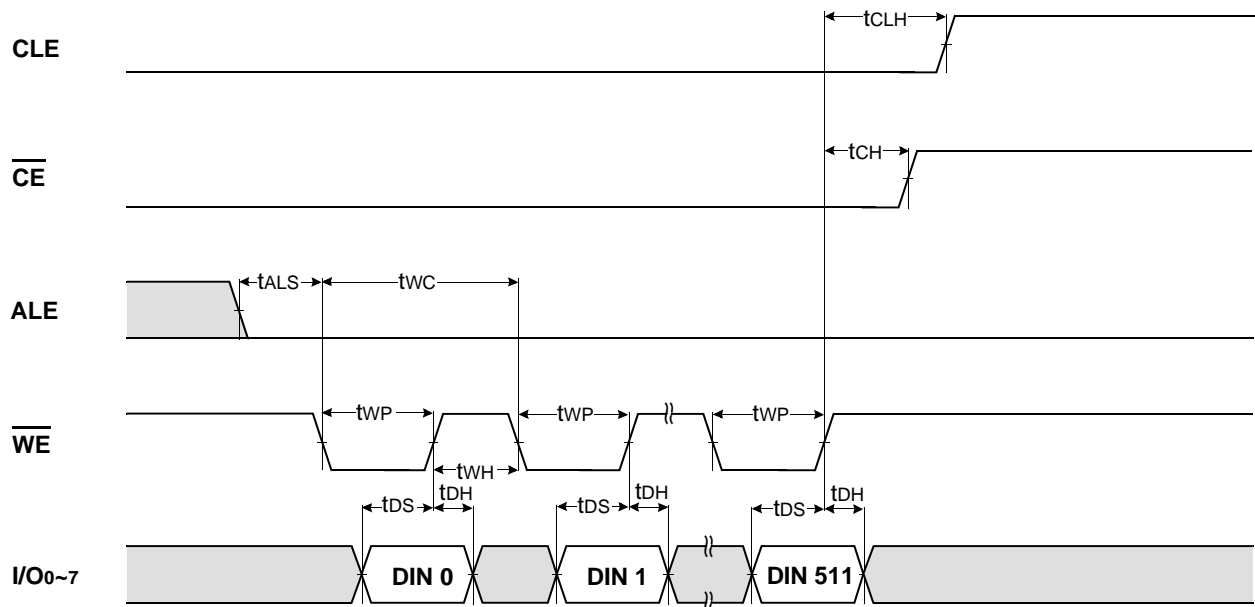 tCLH
CLE
tCH
CE
tALS
tWC
ALE
tWP
tWP
tWP
WE
tWH
tDS
tDH
tDS
tDH
tDS
tDH
I/O0~7
DIN 0
DIN 1
DIN 511